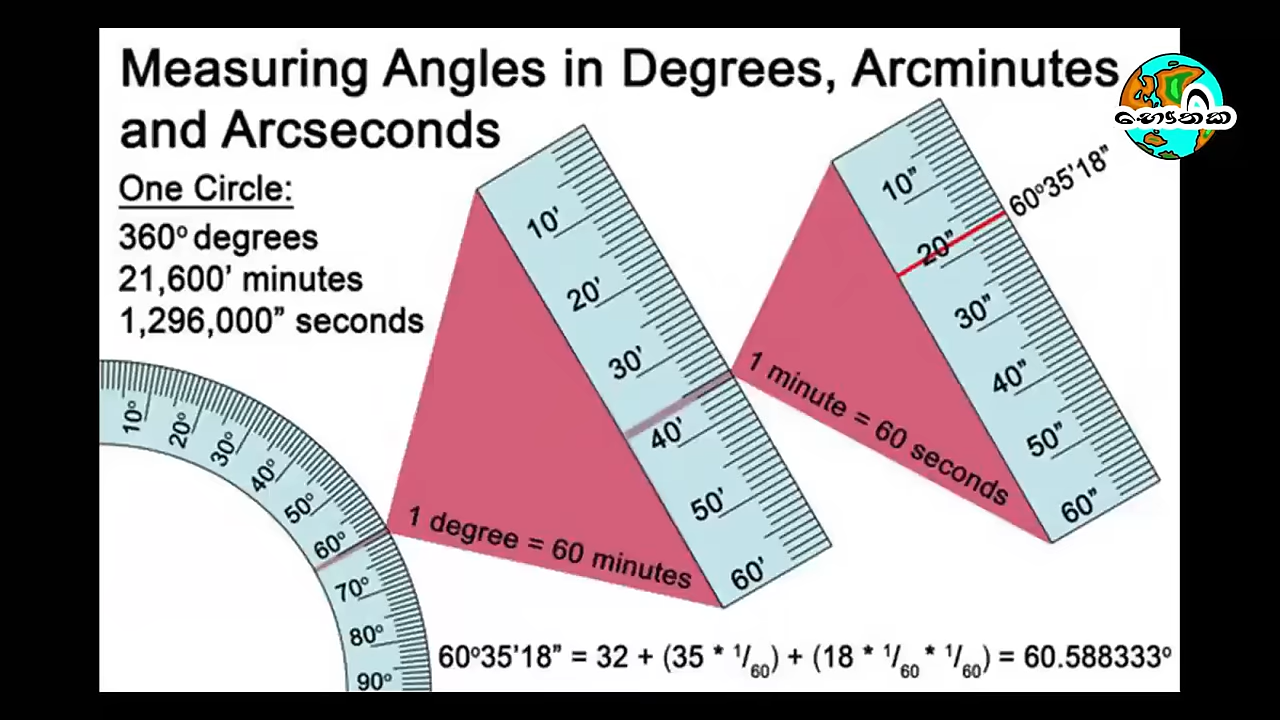 Measuring Angles in Degrees, Arcminutes
and Arcseconds
භෞතික
One Circle:
360° degrees
21,600' minutes
1,296,000" seconds
10°
20°
30°
40°
50°
60°
70°
80°
90°
10'
20'
30'
40'
50'
60'
1 degree = 60 minutes
10"
20"
30"
40"
50"
60"
60°35'18"
1 minute = 60 seconds
60°35'18" = 32 + (35 * 1/60) + (18 * 1/60 * 1/60) = 60.588333°